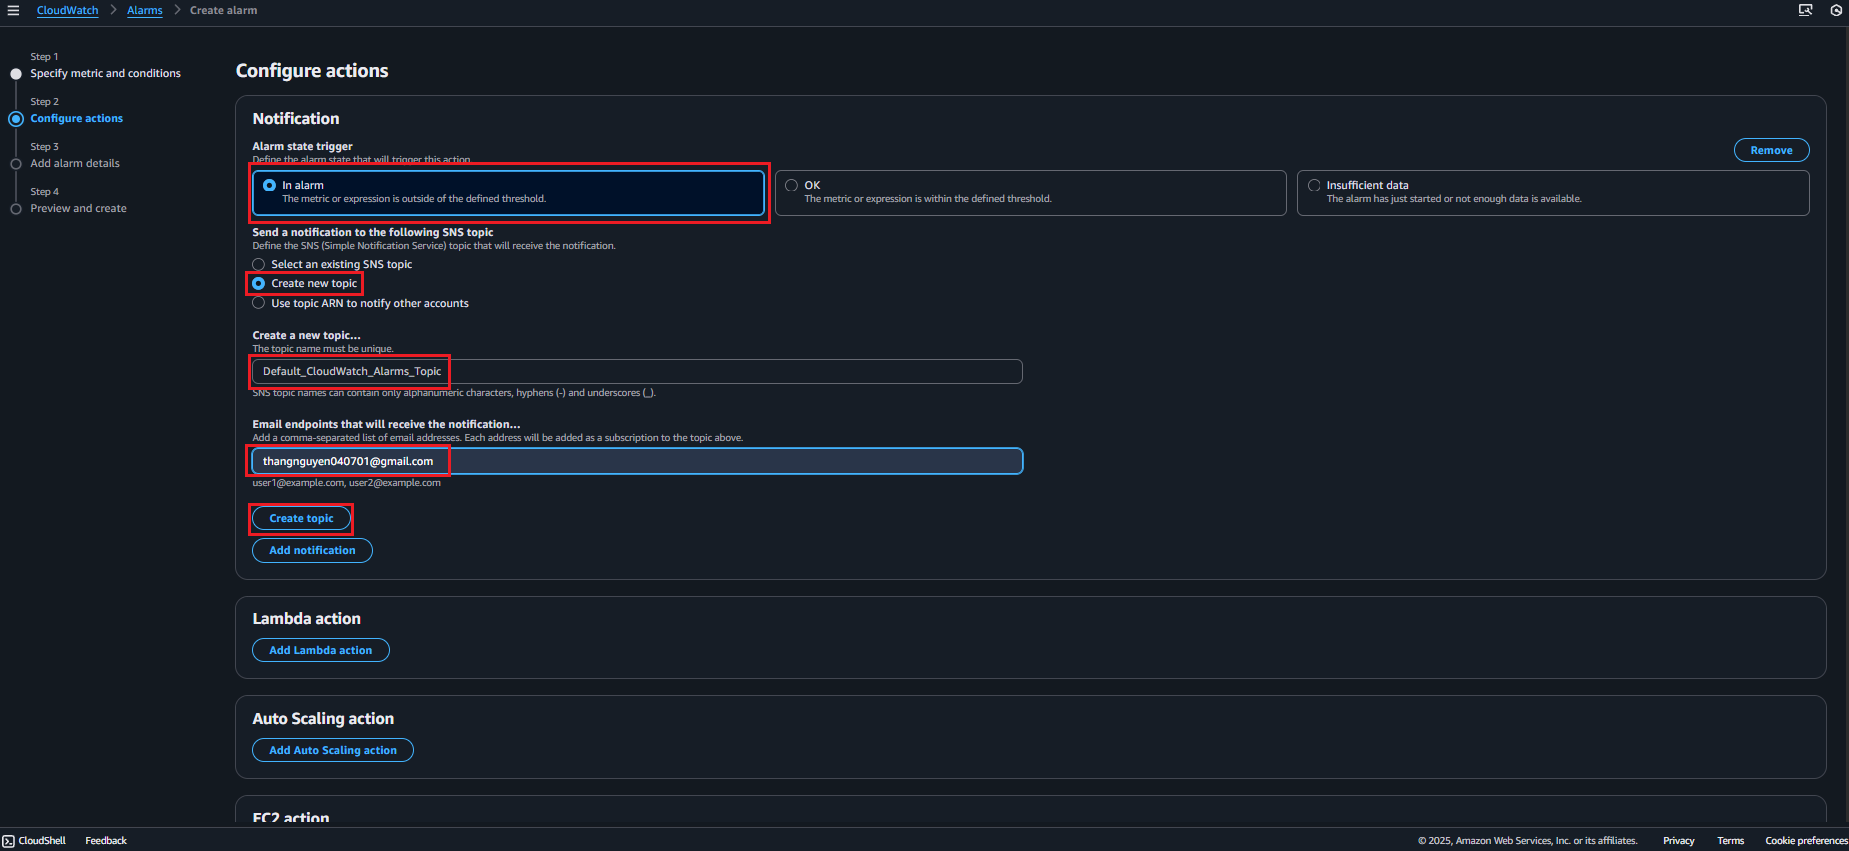 CloudWatch > Alarms > Create alarm
Step 1
Specify metric and conditions
Step 2
Configure actions
Step 3
Add alarm details
Step 4
Preview and create
Configure actions
Notification
Alarm state trigger
Define the alarm state that will trigger this action.
Remove
In alarm
The metric or expression is outside of the defined threshold.
OK
The metric or expression is within the defined threshold.
Insufficient data
The alarm has just started or not enough data is available.
Send a notification to the following SNS topic
Define the SNS (Simple Notification Service) topic that will receive the notification.
Select an existing SNS topic
Create new topic
Use topic ARN to notify other accounts
Create a new topic...
The topic name must be unique.
Default_CloudWatch_Alarms_Topic
SNS topic names can contain only alphanumeric characters, hyphens (-) and underscores (_).
Email endpoints that will receive the notification...
Add a comma-separated list of email addresses. Each address will be added as a subscription to the topic above.
thangnguyen040701@gmail.com
user1@example.com, user2@example.com
Create topic
Add notification
Lambda action
Add Lambda action
Auto Scaling action
Add Auto Scaling action
EC2 action
CloudShell Feedback © 2025, Amazon Web Services, Inc. or its affiliates. Privacy Terms Cookie preferences